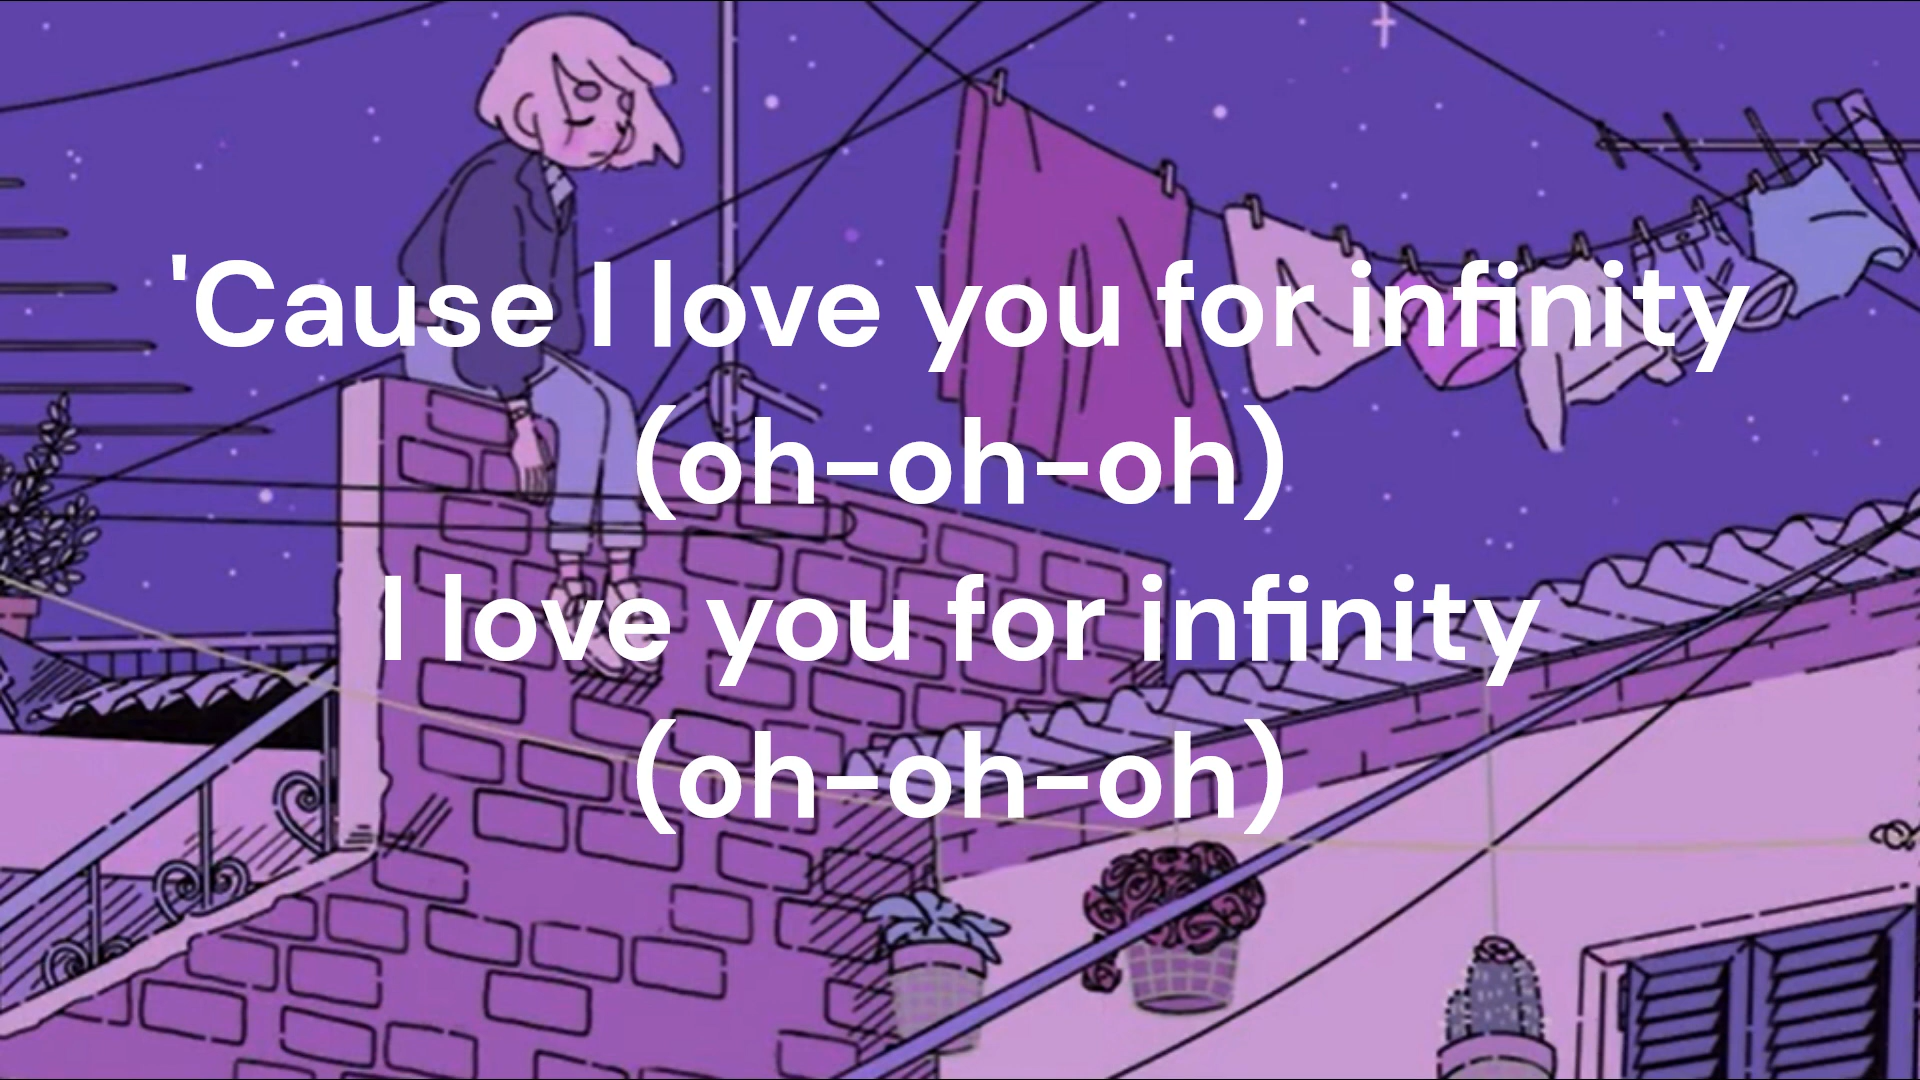 'Cause I love you for infinity
(oh-oh-oh)
I love you for infinity
(oh-oh-oh)